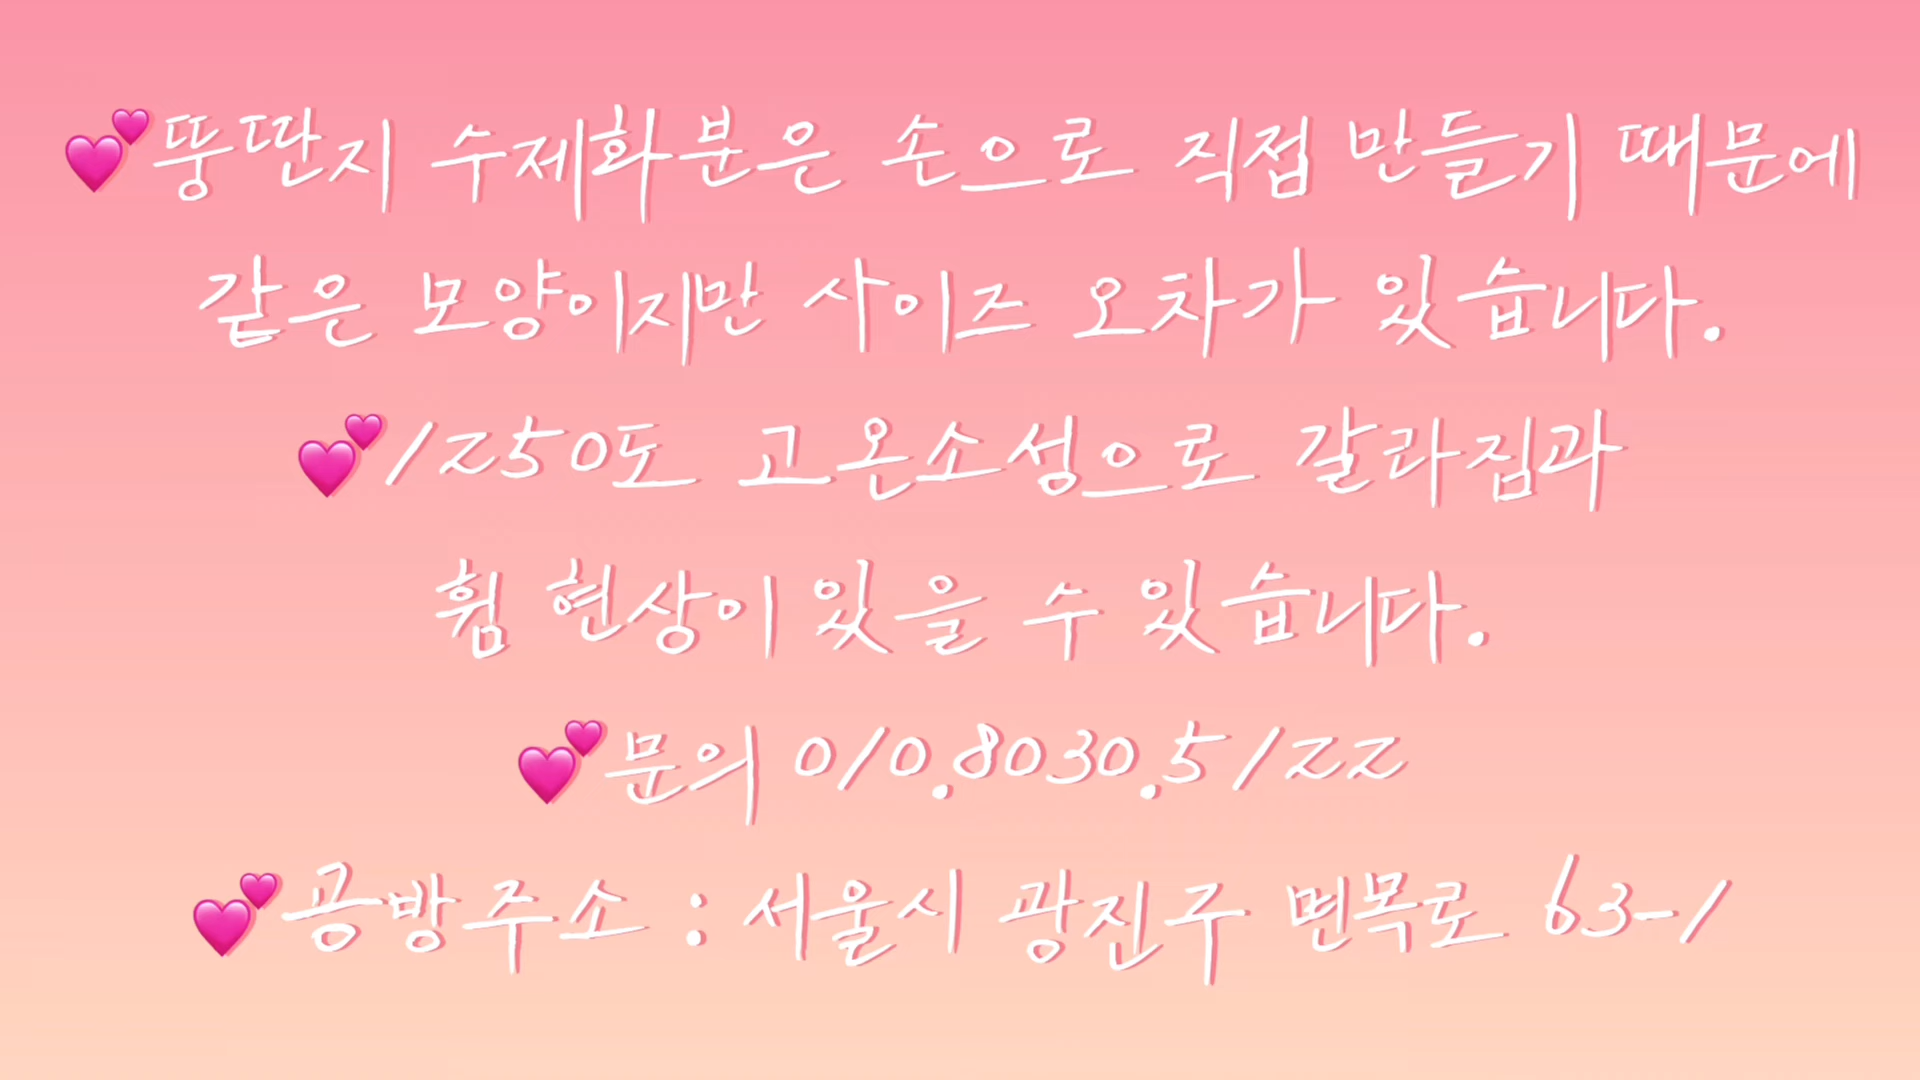 💕뚱딴지 수제화분은 손으로 직접 만들기 때문에
같은 모양이지만 사이즈 오차가 있습니다.
💕1250도 고온소성으로 갈라짐과
휨 현상이 있을 수 있습니다.
💕문의 010.8030.5122
💕공방주소 : 서울시 광진구 면목로 63-1